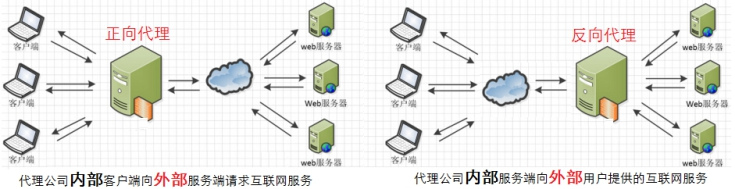 正向代理
反向代理
客户端
web服务器
客户端
web服务器
客户端
Web服务器
客户端
Web服务器
客户端
web服务器
客户端
web服务器
代理公司内部客户端向外部服务端请求互联网服务
代理公司内部服务端向外部用户提供的互联网服务